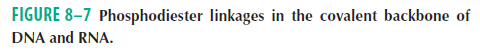 FIGURE 8–7 Phosphodiester linkages in the covalent backbone of
DNA and RNA.